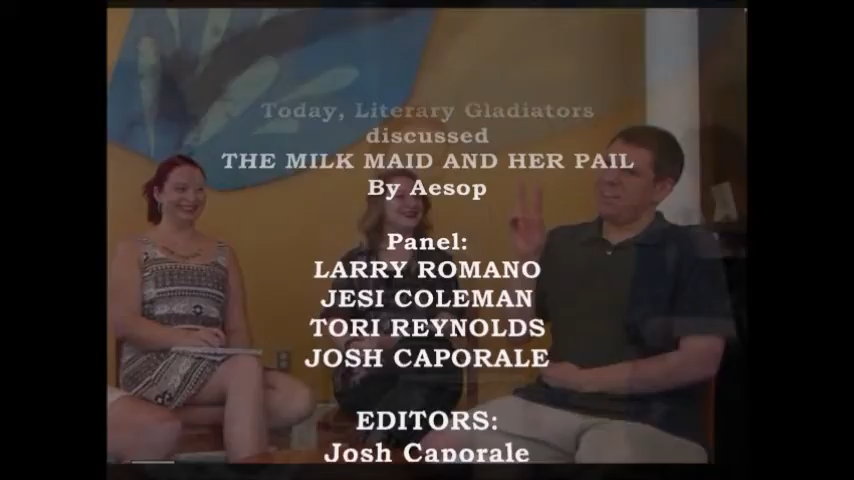 Today, Literary Gladiators
discussed
THE MILK MAID AND HER PAIL
By Aesop
Panel:
LARRY ROMANO
JESI COLEMAN
TORI REYNOLDS
JOSH CAPORALE
EDITORS:
Josh Caporale